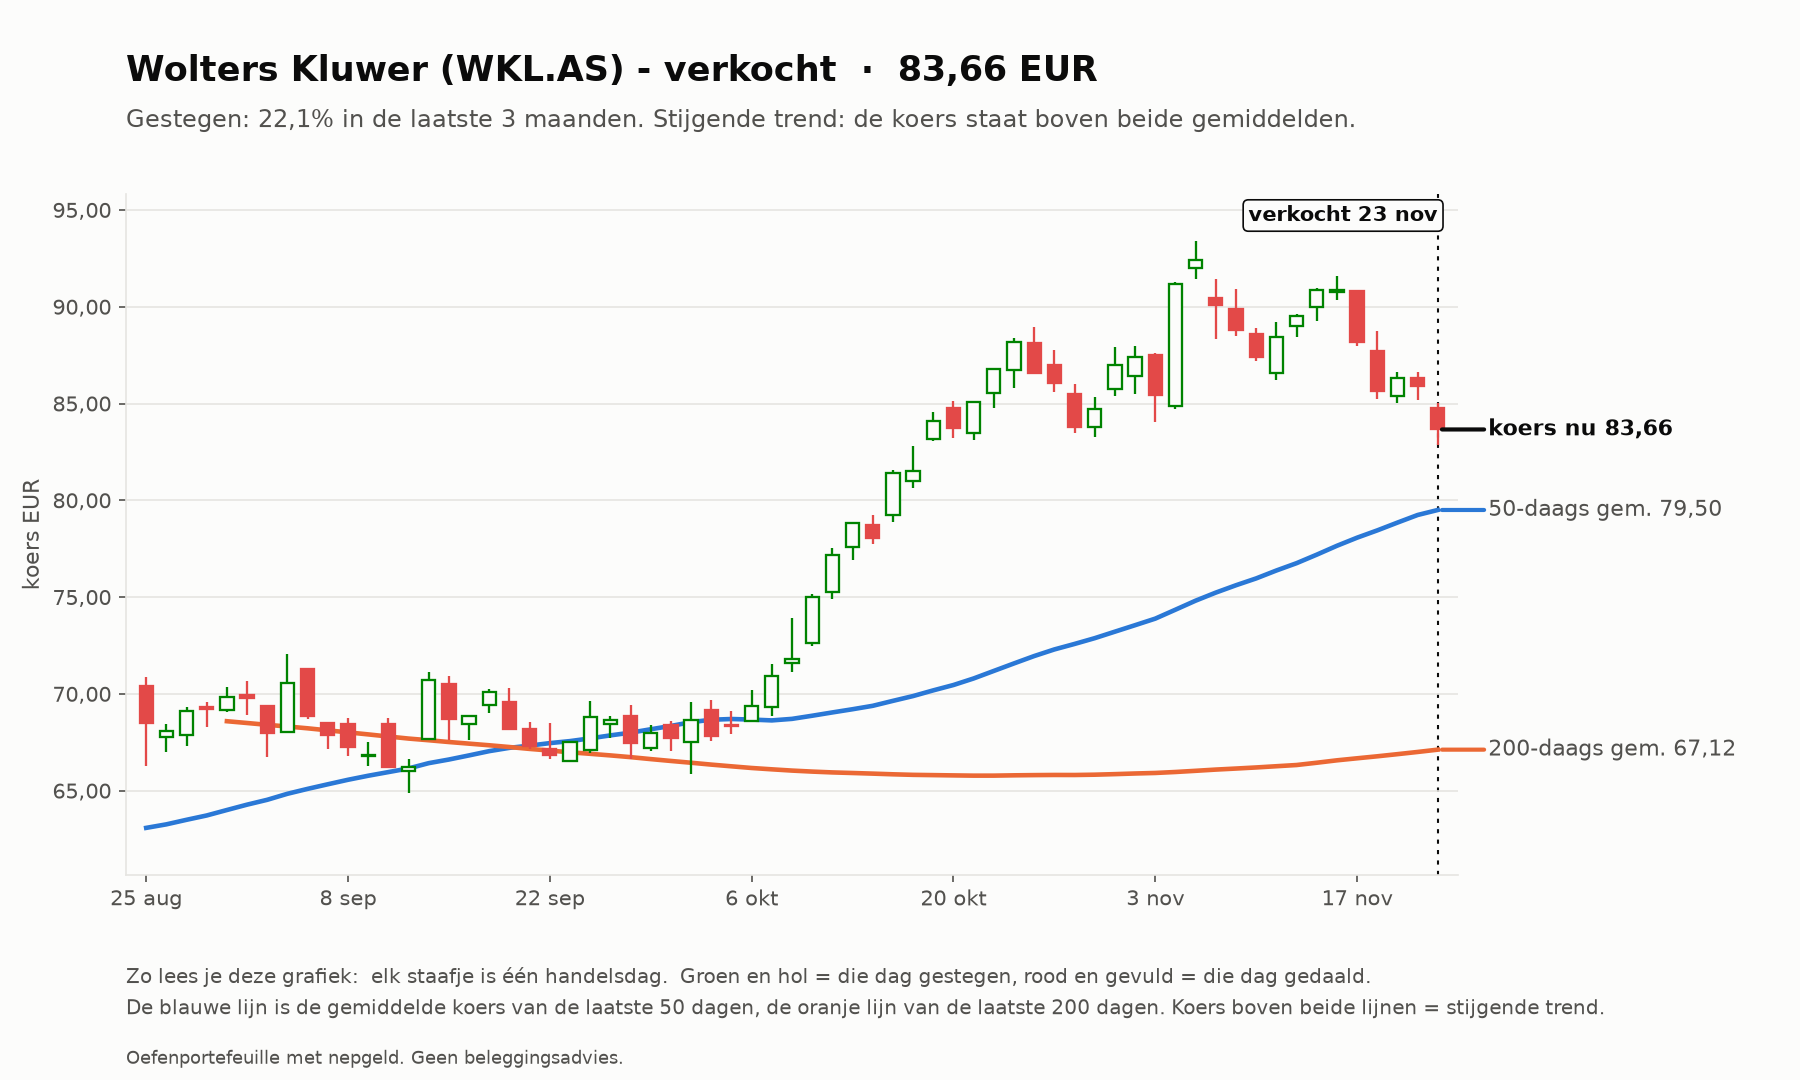 Wolters Kluwer (WKL.AS) - verkocht · 83,66 EUR
Gestegen: 22,1% in de laatste 3 maanden. Stijgende trend: de koers staat boven beide gemiddelden.
95,00
verkocht 23 nov
90,00
85,00
koers nu 83,66
80,00
50-daags gem. 79,50
koers EUR
75,00
70,00
200-daags gem. 67,12
65,00
25 aug 8 sep 22 sep 6 okt 20 okt 3 nov 17 nov
Zo lees je deze grafiek: elk staafje is één handelsdag. Groen en hol = die dag gestegen, rood en gevuld = die dag gedaald.
De blauwe lijn is de gemiddelde koers van de laatste 50 dagen, de oranje lijn van de laatste 200 dagen. Koers boven beide lijnen = stijgende trend.
Oefenportefeuille met nepgeld. Geen beleggingsadvies.